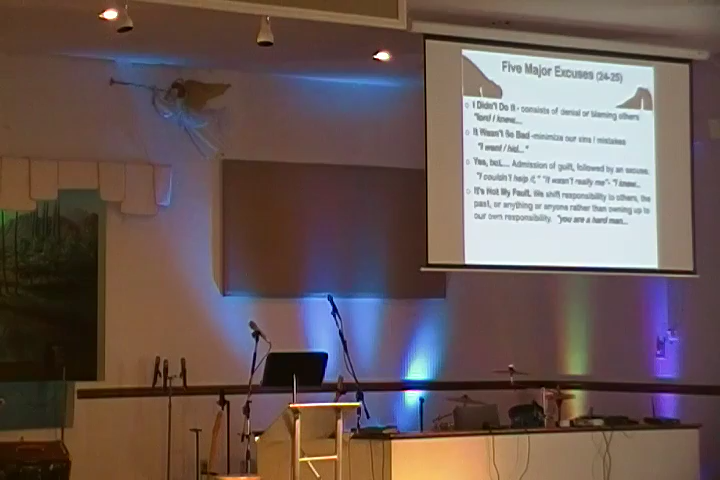 Five Major Excuses (24-25)
I Didn't Do It - consists of denial or blaming others
"lord I knew...
It Wasn't So Bad -minimize our sins / mistakes
"I went / hid..."
Yes, but.... Admission of guilt, followed by an excuse.
"I couldn't help it," "it wasn't really me"- "I knew...
It's Not My Fault. We shift responsibility to others, the
past, or anything or anyone rather than owning up to
our own responsibility. "you are a hard man...